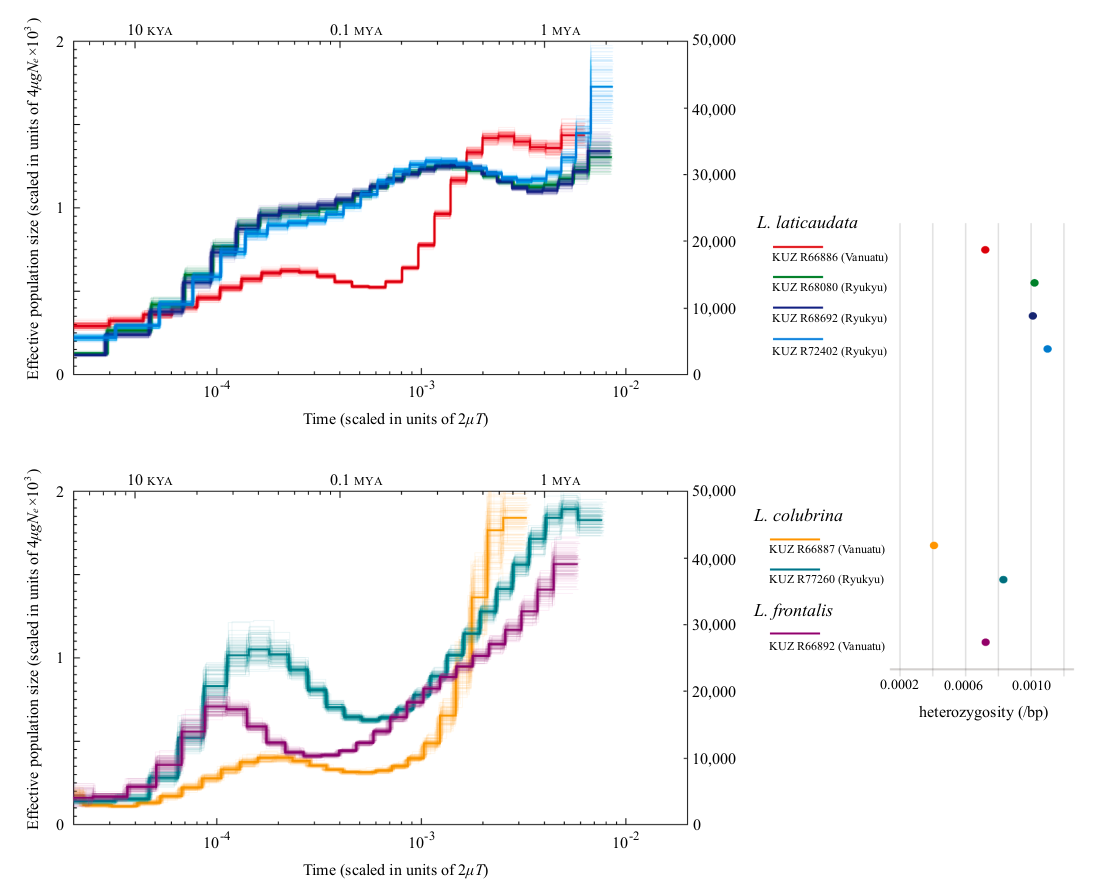 10 KYA 0.1 MYA 1 MYA
2 50,000
40,000
30,000
1
20,000
10,000
0 0
10-4 10-3 10-2
Time (scaled in units of 2μT)
Effective population size (scaled in units of 4μgNe×103)
L. laticaudata
KUZ R66886 (Vanuatu)
KUZ R68080 (Ryukyu)
KUZ R68692 (Ryukyu)
KUZ R72402 (Ryukyu)
10 KYA 0.1 MYA 1 MYA
2 50,000
40,000
30,000
1
20,000
10,000
0 0
10-4 10-3 10-2
Time (scaled in units of 2μT)
Effective population size (scaled in units of 4μgNe×103)
L. colubrina
KUZ R66887 (Vanuatu)
KUZ R77260 (Ryukyu)
L. frontalis
KUZ R66892 (Vanuatu)
0.0002 0.0006 0.0010
heterozygosity (/bp)